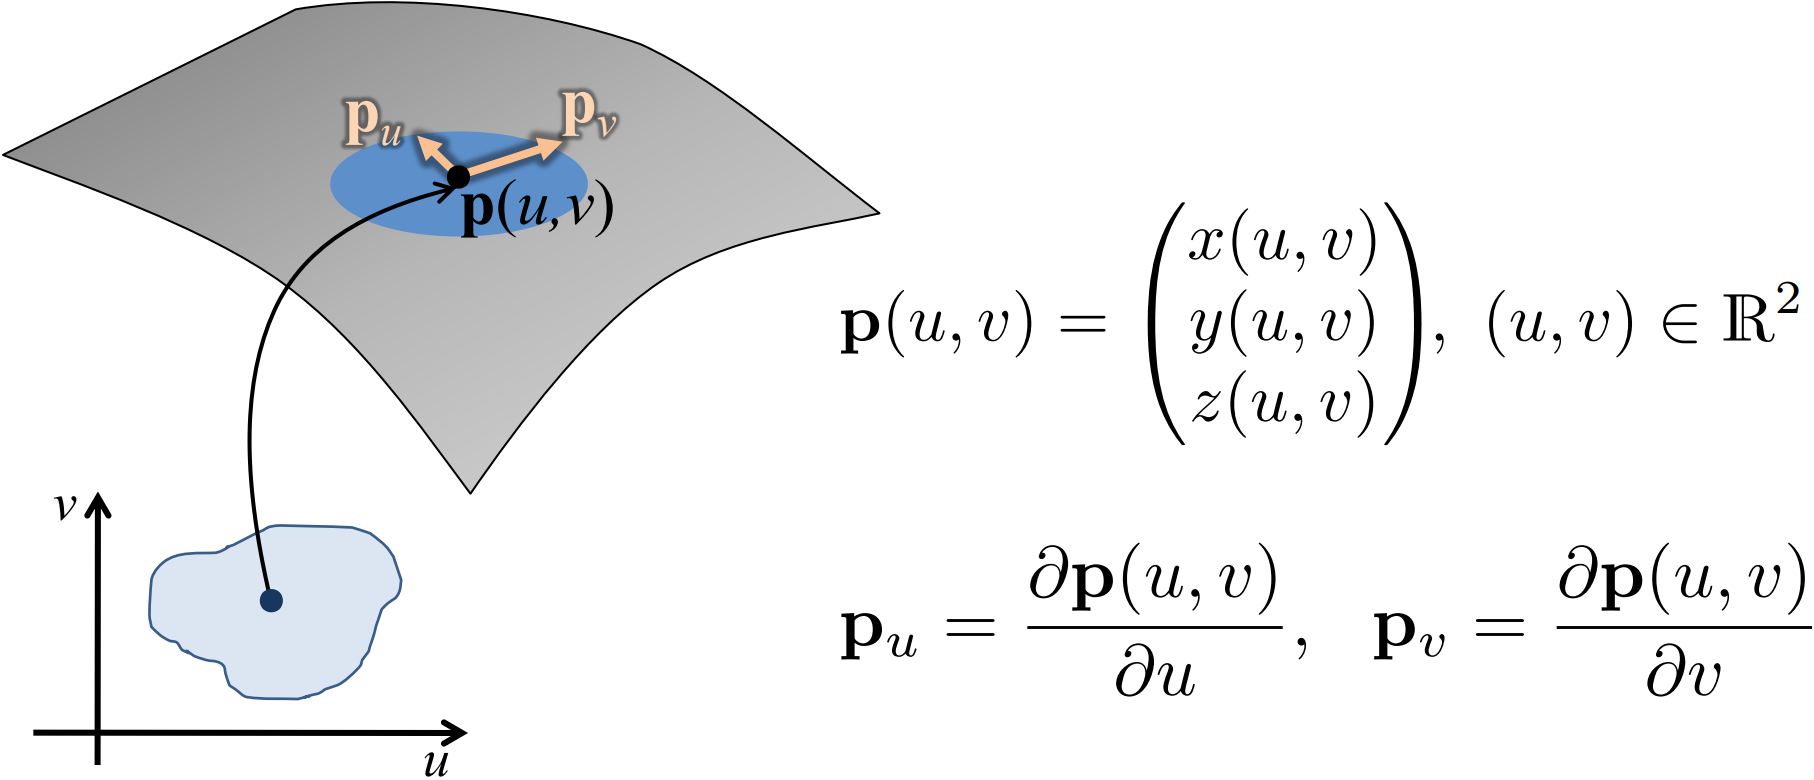 p_u
p_v
p(u,v)
p(u, v) = ( x(u, v) y(u, v) z(u, v) ), (u, v) ∈ ℝ²
v
u
p_u = ∂p(u, v) / ∂u , p_v = ∂p(u, v) / ∂v